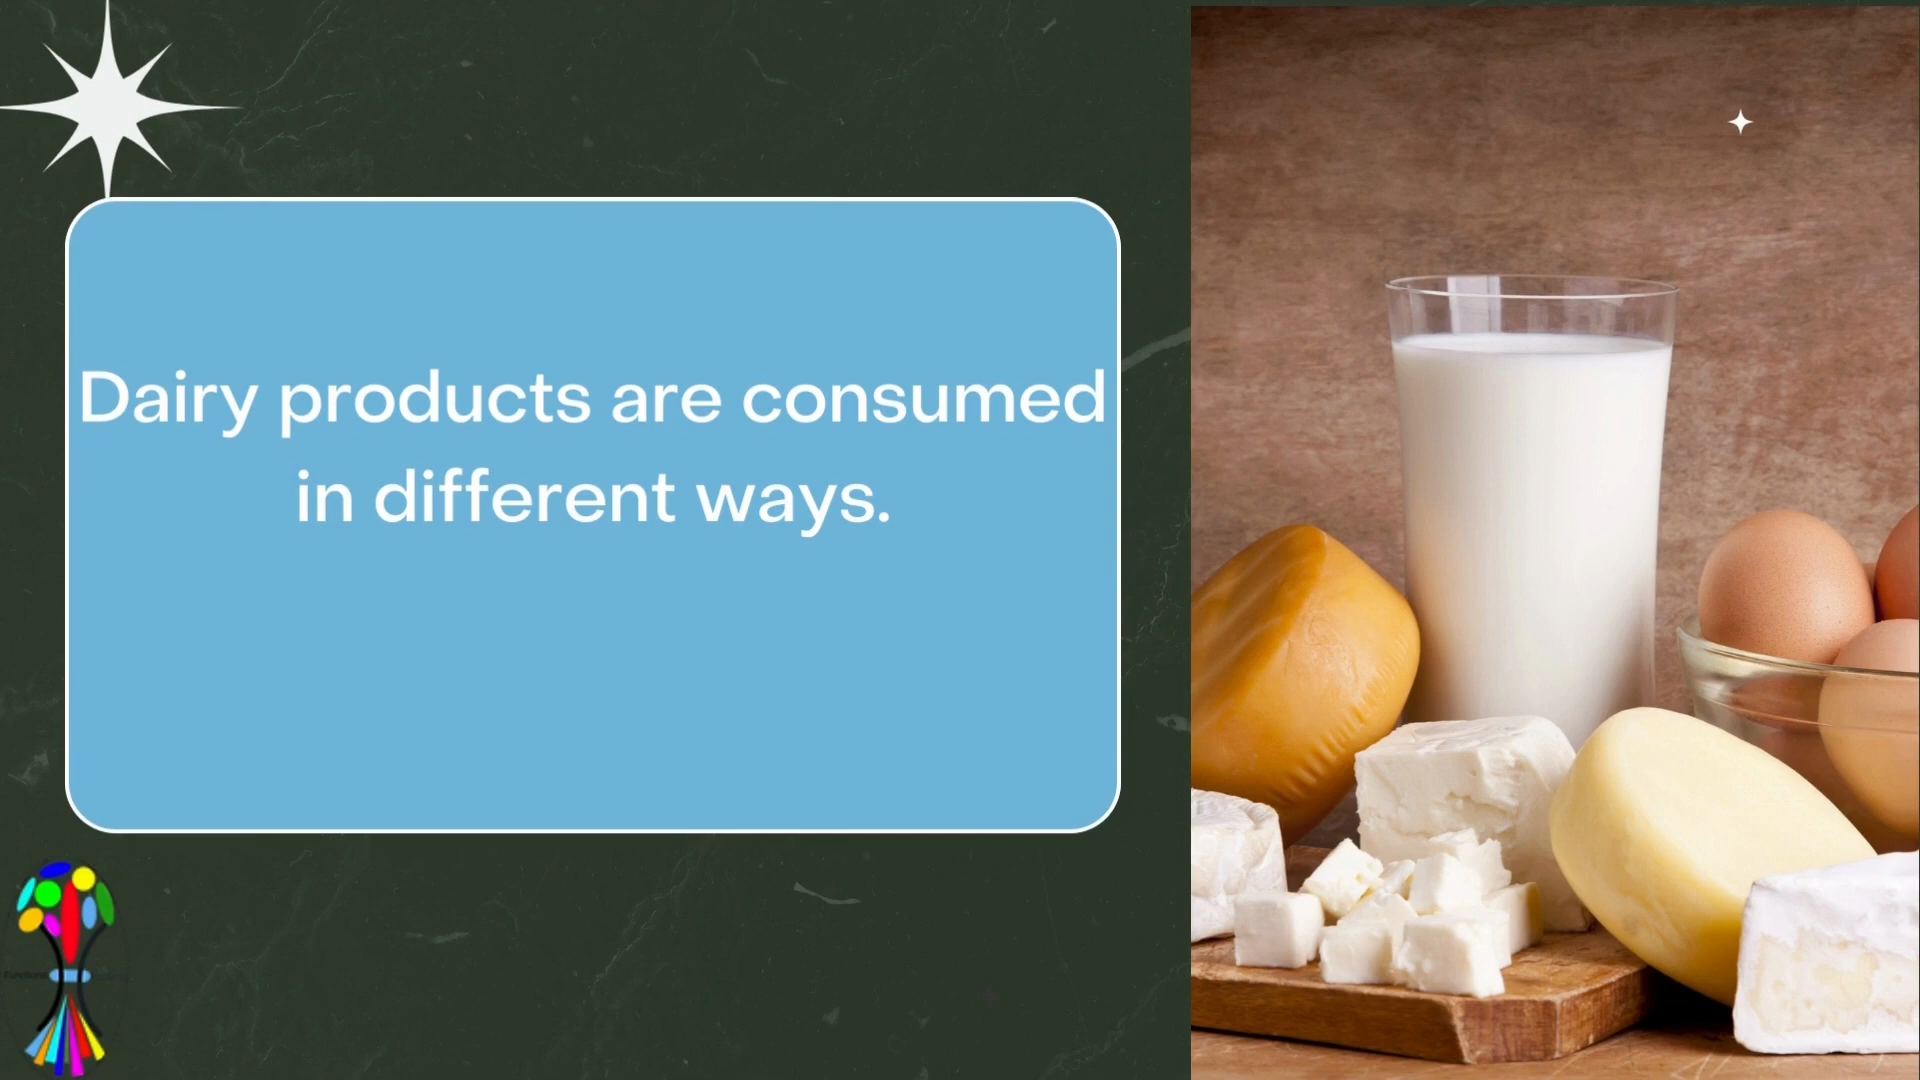 Dairy products are consumed
in different ways.